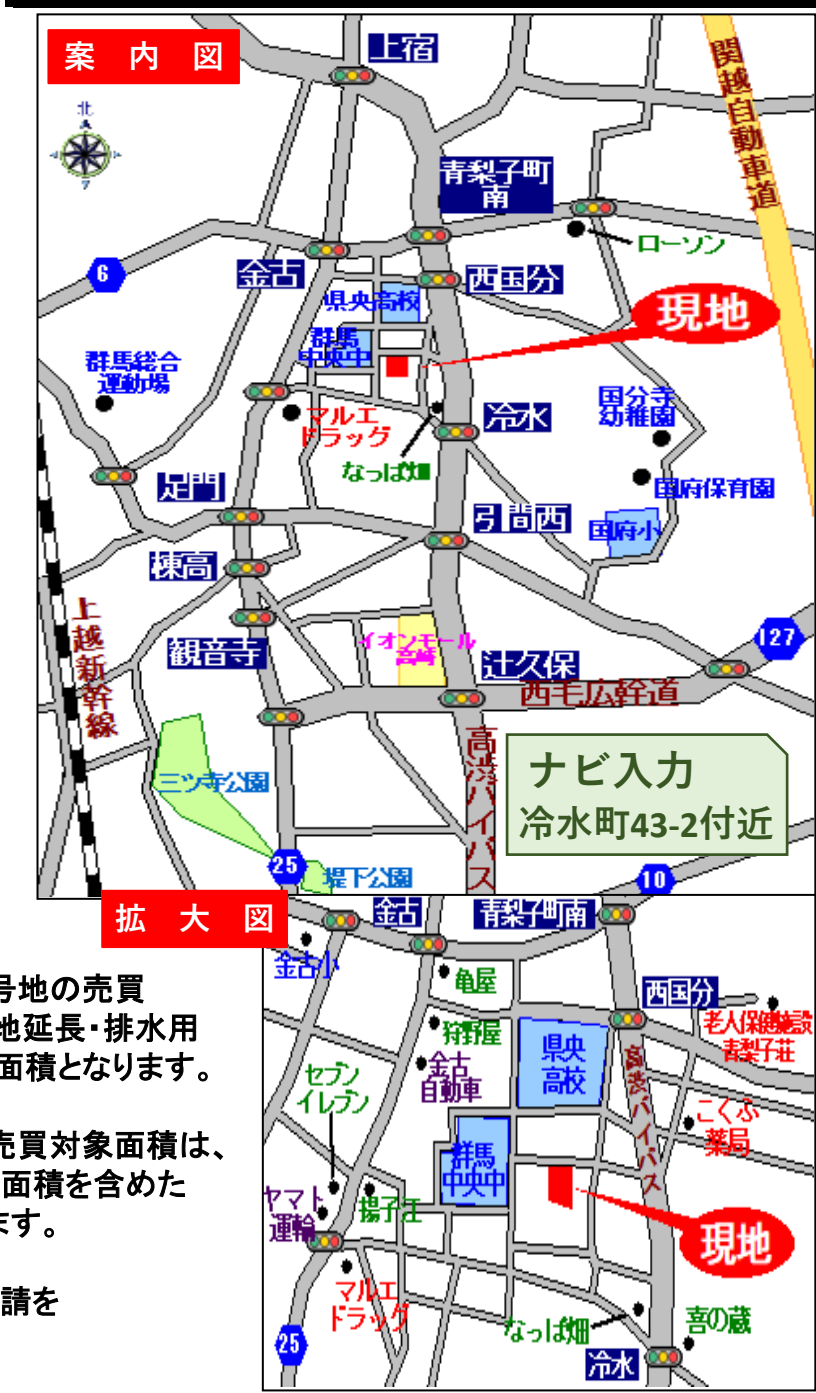 案 内 図
北
上宿
関越自動車道
青梨子町
南
ローソン
6
金古
西国分
県央高校
現地
群馬
中央中
群馬総合
運動場
国分寺
幼稚園
マルエ
ドラッグ
冷水
なっぱ畑
足門
国府保育園
弓間西
国府小
棟高
上越新幹線
127
観音寺
イオンモール
高崎
辻久保
西毛広幹道
高渋バイパス
ナビ入力
冷水町43-2付近
三ツ寺公園
25
堤下公園
10
拡 大 図
金古
青梨子町南
金古小
亀屋
西国分
号地の売買
地延長・排水用
面積となります。
狩野屋
老人保健施設
青梨子荘
県央
高校
セブン
イレブン
金古
自動車
高渋バイパス
こくふ
薬局
売買対象面積は、
面積を含めた
ます。
群馬
中央中
ヤマト
運輸
揚子江
現地
請を
マルエ
ドラッグ
なっぱ畑
喜の蔵
25
冷水